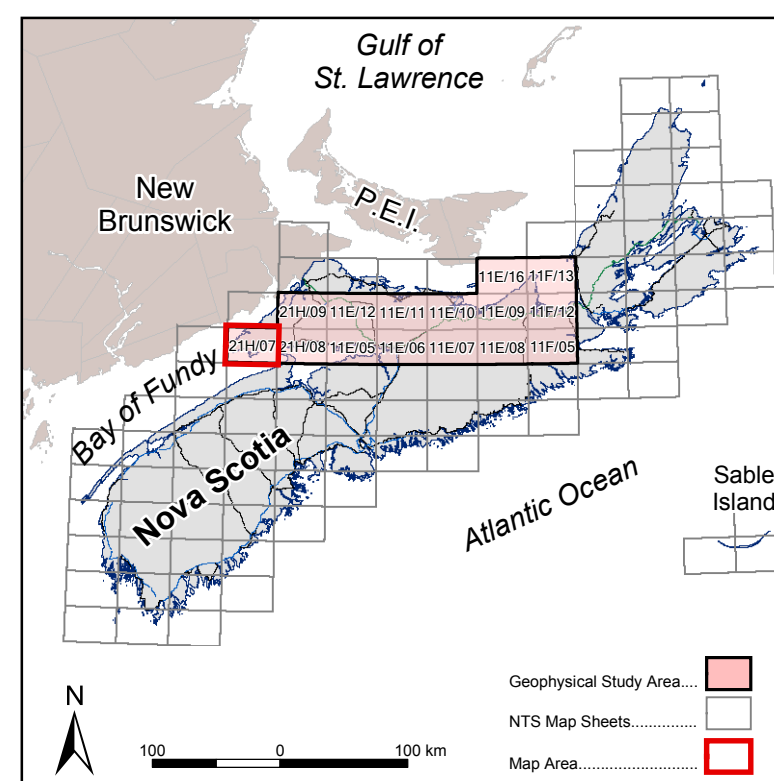 Gulf of
St. Lawrence
New
Brunswick
P.E.I.
11E/16 11F/13
21H/09 11E/12 11E/11 11E/10 11E/09 11F/12
21H/07 21H/08 11E/05 11E/06 11E/07 11E/08 11F/05
Bay of Fundy
Nova Scotia
Atlantic Ocean
Sable
Island
Geophysical Study Area....
NTS Map Sheets...............
Map Area...........................
N
100 0 100 km